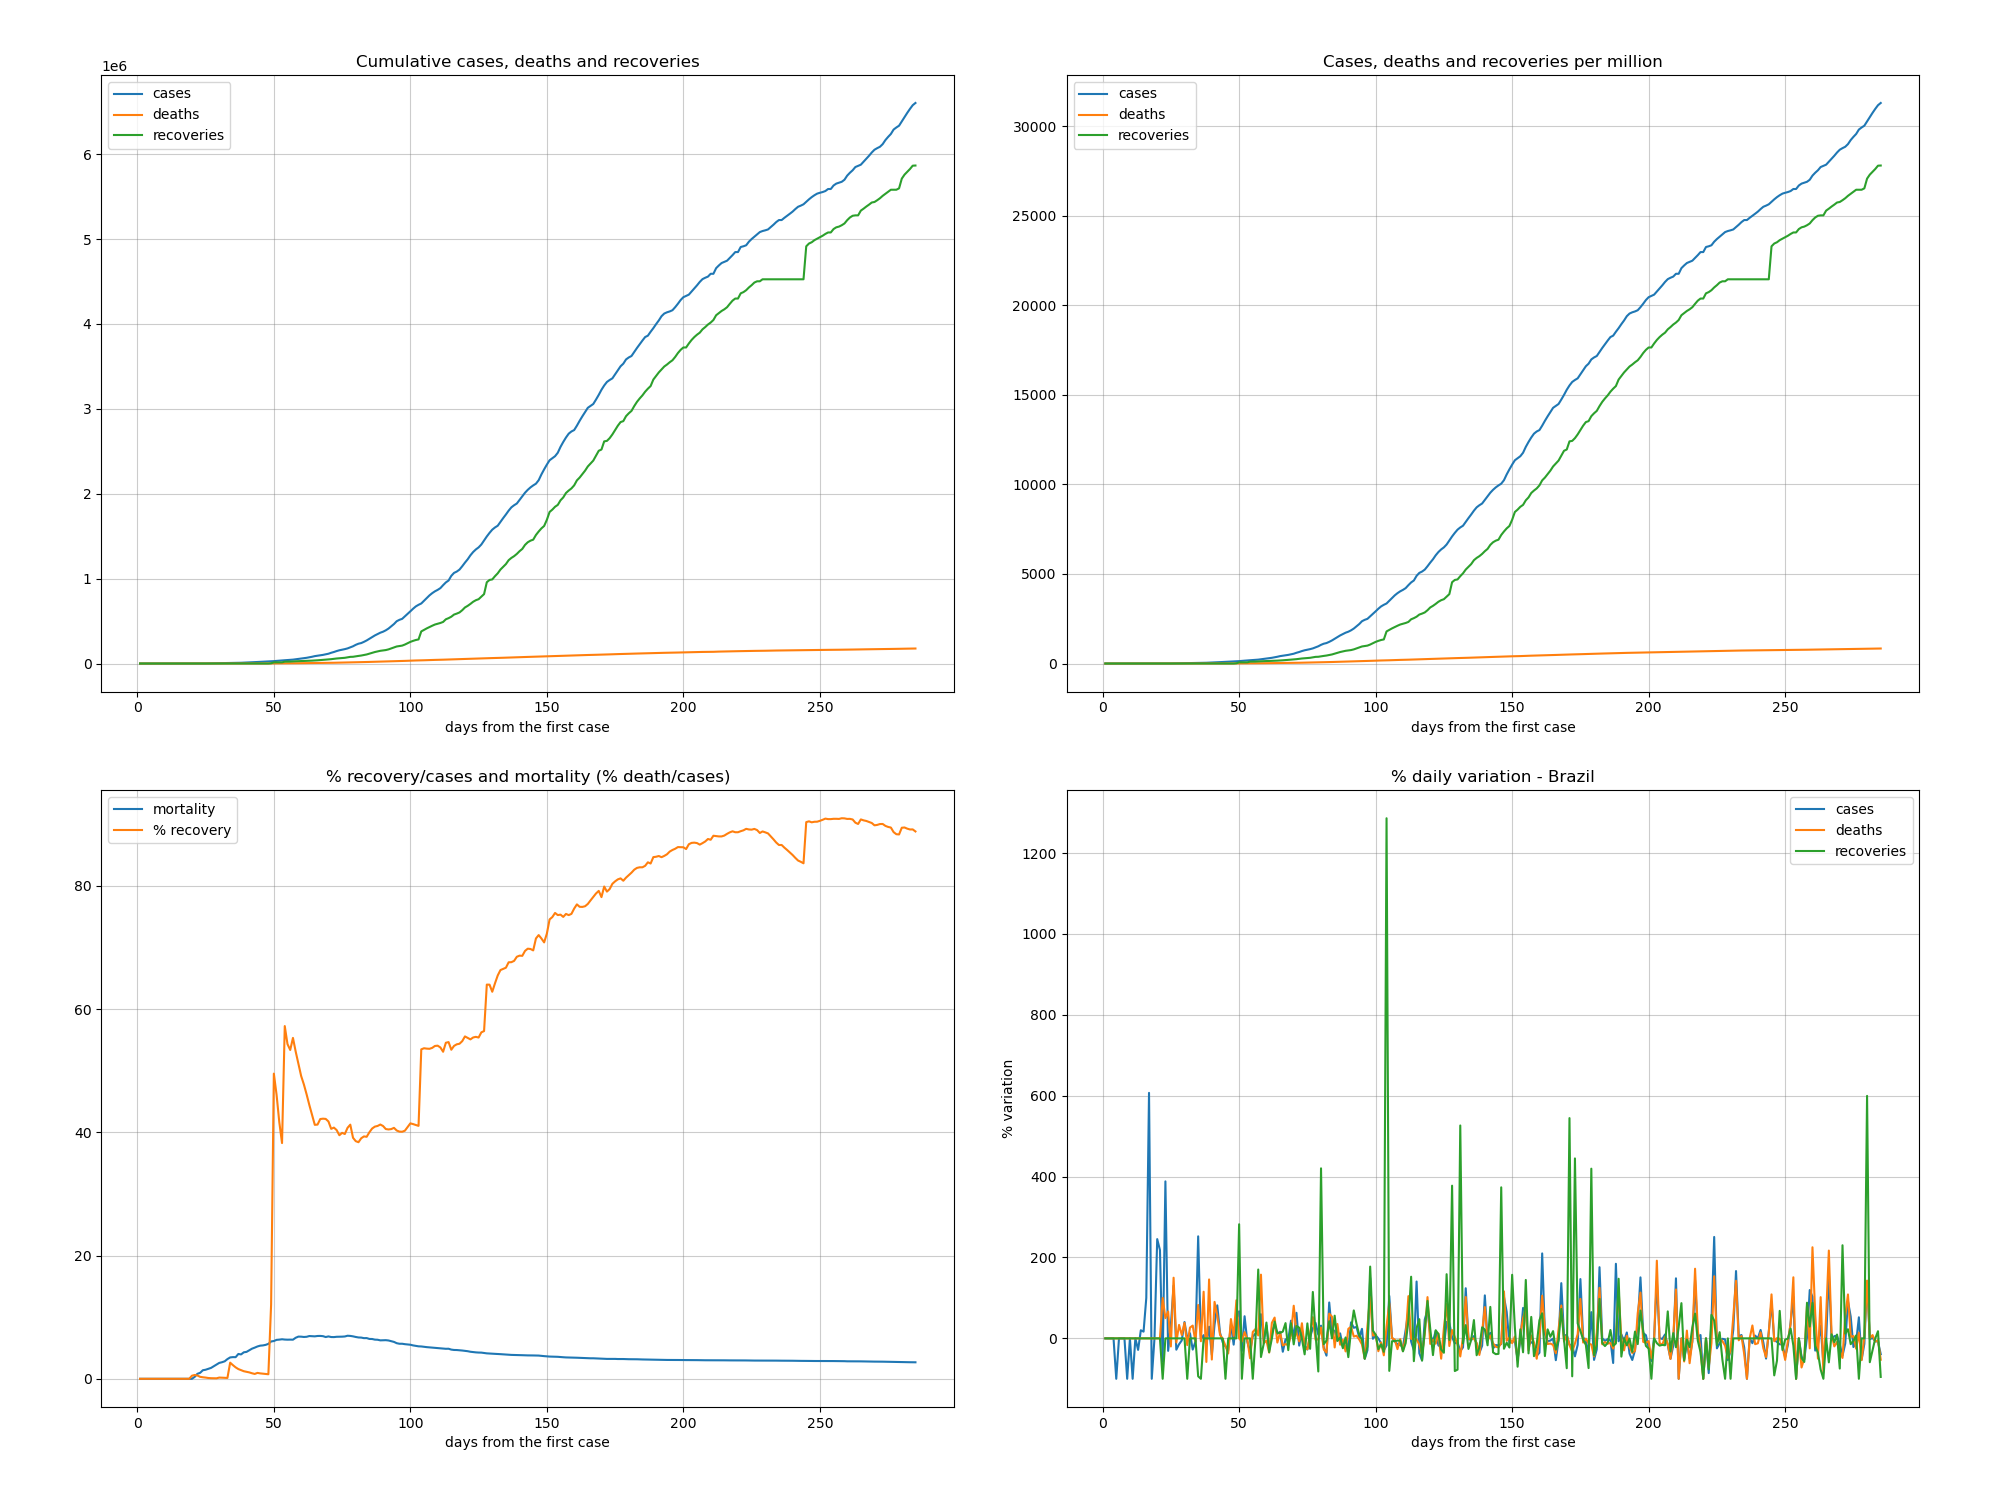 Cumulative cases, deaths and recoveries
1e6
cases
deaths
recoveries
6
5
4
3
2
1
0
0 50 100 150 200 250
days from the first case
Cases, deaths and recoveries per million
cases
deaths
recoveries
30000
25000
20000
15000
10000
5000
0
0 50 100 150 200 250
days from the first case
% recovery/cases and mortality (% death/cases)
mortality
% recovery
80
60
40
20
0
0 50 100 150 200 250
days from the first case
% daily variation - Brazil
cases
deaths
recoveries
% variation
1200
1000
800
600
400
200
0
0 50 100 150 200 250
days from the first case